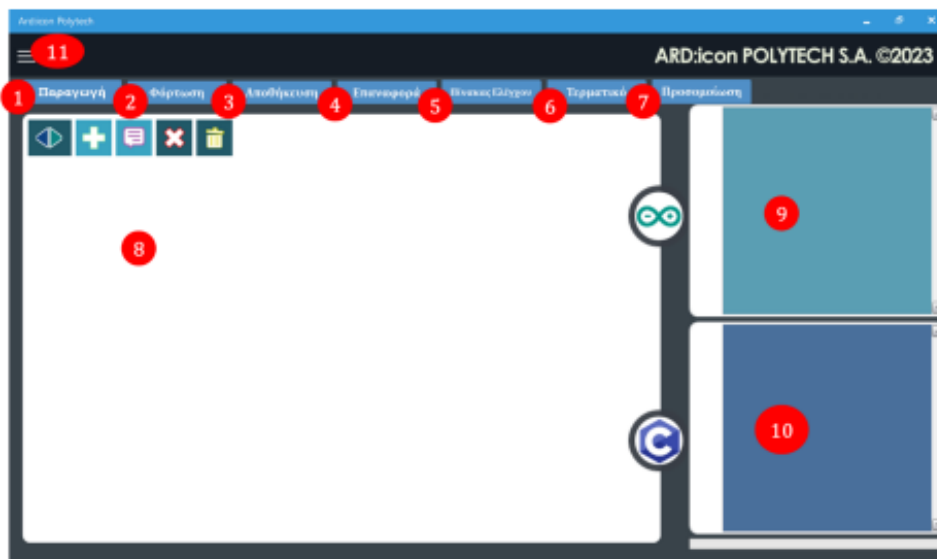 Ardicon Polytech
11
ARD:icon POLYTECH S.A. ©2023
1 Παραγωγή 2 Φόρτωση 3 Αποθήκευση 4 Επαναφορά 5 Πίνακας Ελέγχου 6 Τερματικό 7 Προσομοίωση
8
9
10